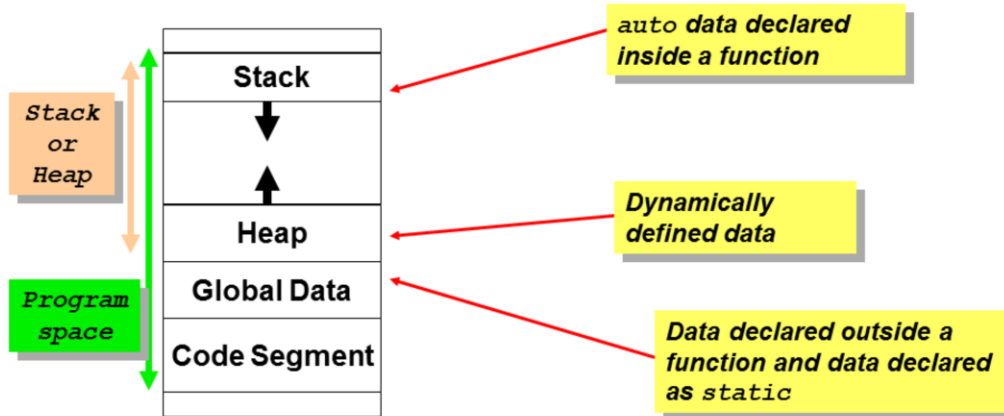 Stack
Heap
Global Data
Code Segment
Stack
or
Heap
Program
space
auto data declared
inside a function
Dynamically
defined data
Data declared outside a
function and data declared
as static